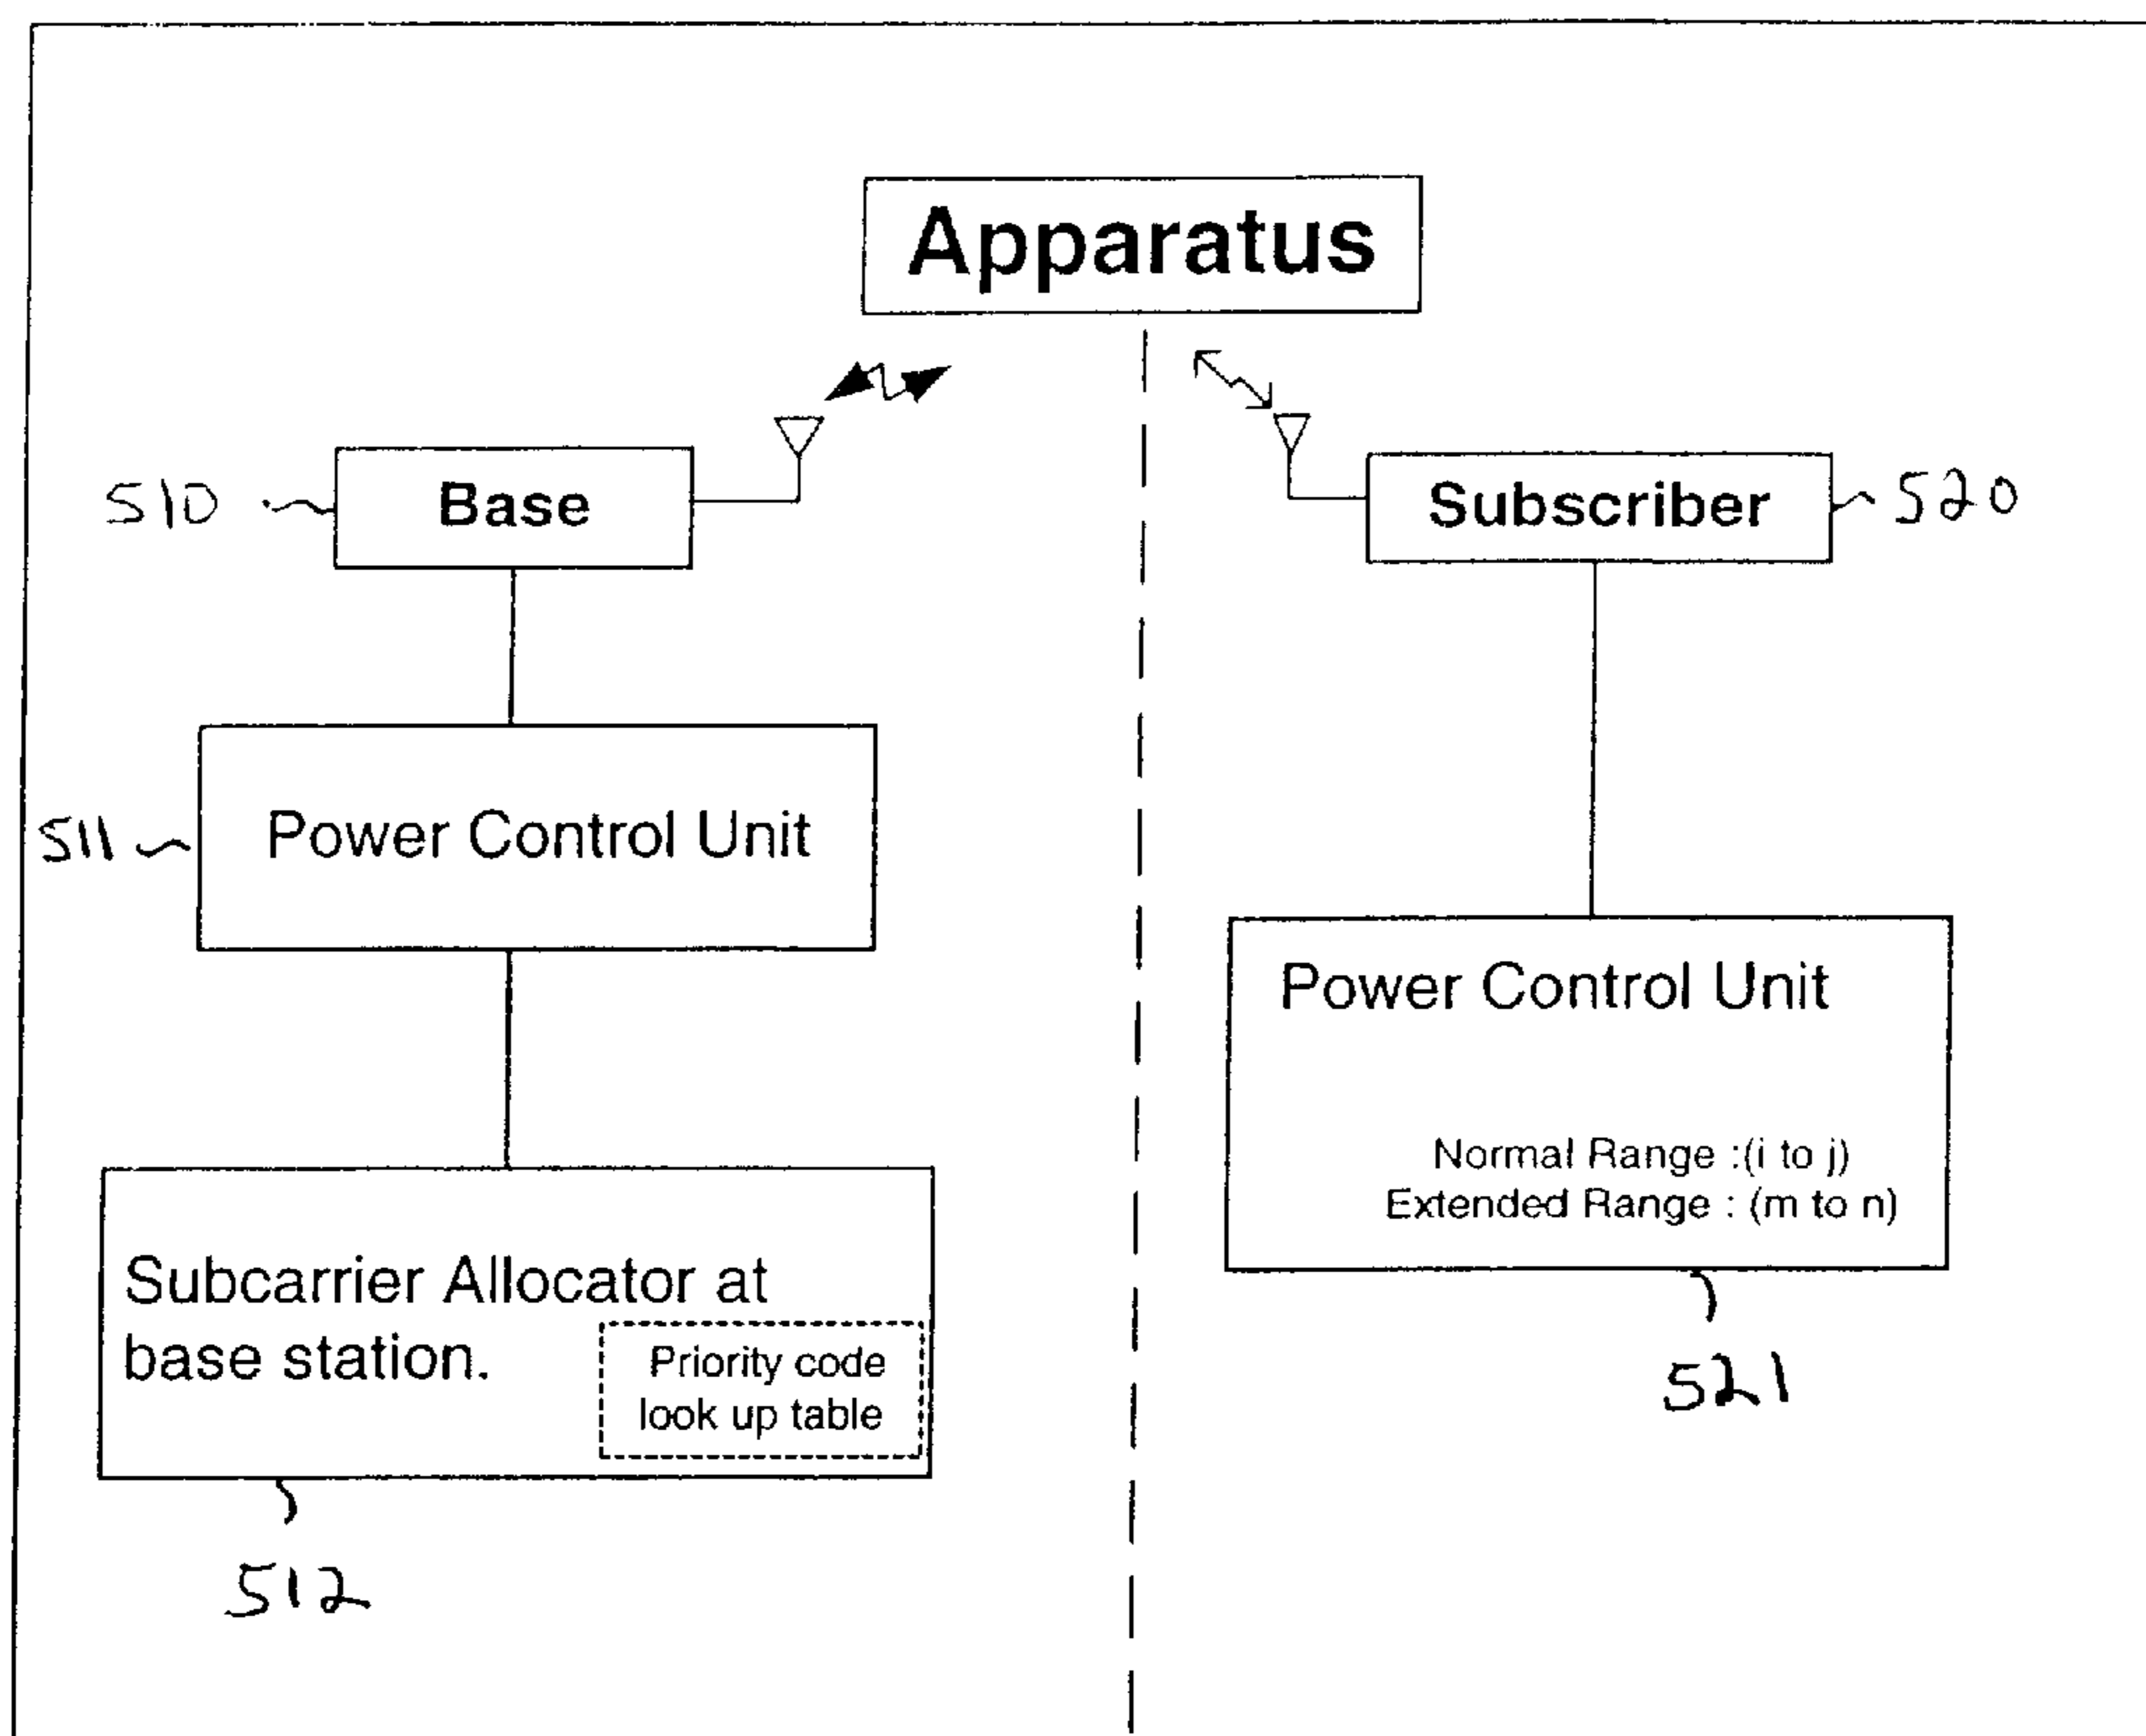 Apparatus
510
Base
Subscriber
520
511
Power Control Unit
Power Control Unit
Normal Range :(i to j)
Extended Range : (m to n)
521
Subcarrier Allocator at
base station.
Priority code
look up table
512